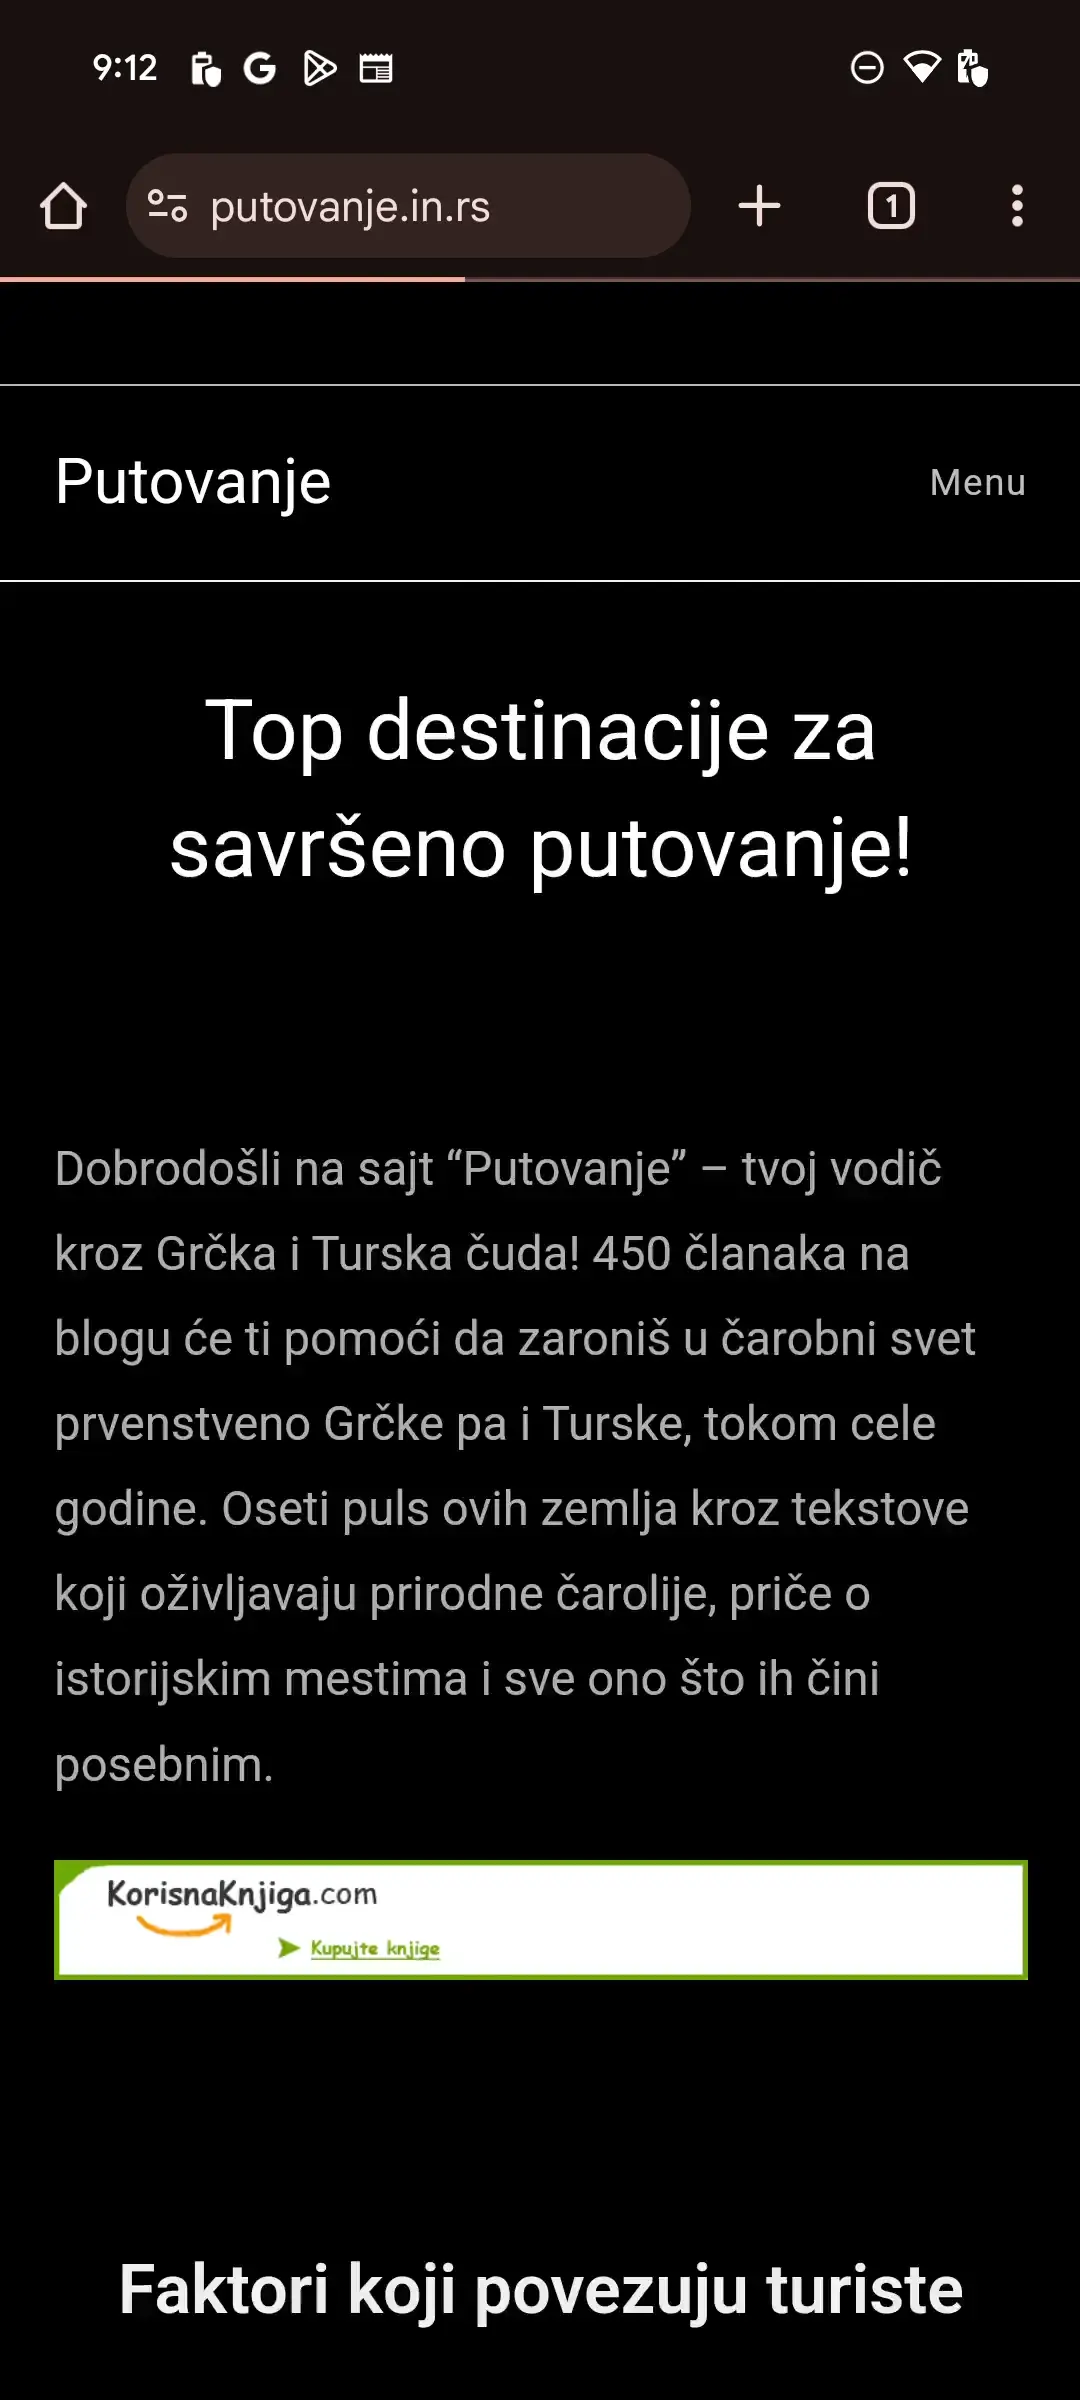 9:12
putovanje.in.rs
1
Putovanje
Menu
Top destinacije za
savršeno putovanje!
Dobrodošli na sajt “Putovanje” – tvoj vodič
kroz Grčka i Turska čuda! 450 članaka na
blogu će ti pomoći da zaroniš u čarobni svet
prvenstveno Grčke pa i Turske, tokom cele
godine. Oseti puls ovih zemlja kroz tekstove
koji oživljavaju prirodne čarolije, priče o
istorijskim mestima i sve ono što ih čini
posebnim.
KorisnaKnjiga.com
Kupujte knjige
Faktori koji povezuju turiste